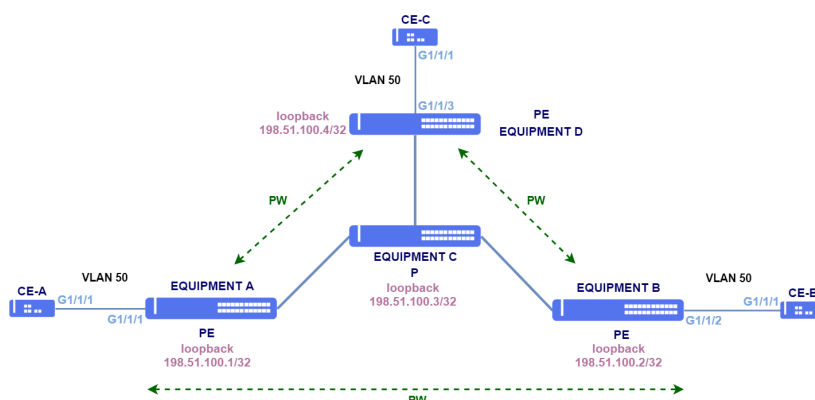 CE-C
G1/1/1
VLAN 50
G1/1/3
loopback
198.51.100.4/32
PE
EQUIPMENT D
PW
PW
EQUIPMENT C
P
loopback
198.51.100.3/32
CE-A
VLAN 50
G1/1/1
G1/1/1
EQUIPMENT A
PE
loopback
198.51.100.1/32
EQUIPMENT B
PE
loopback
198.51.100.2/32
VLAN 50
G1/1/1
G1/1/2
CE-B
PW